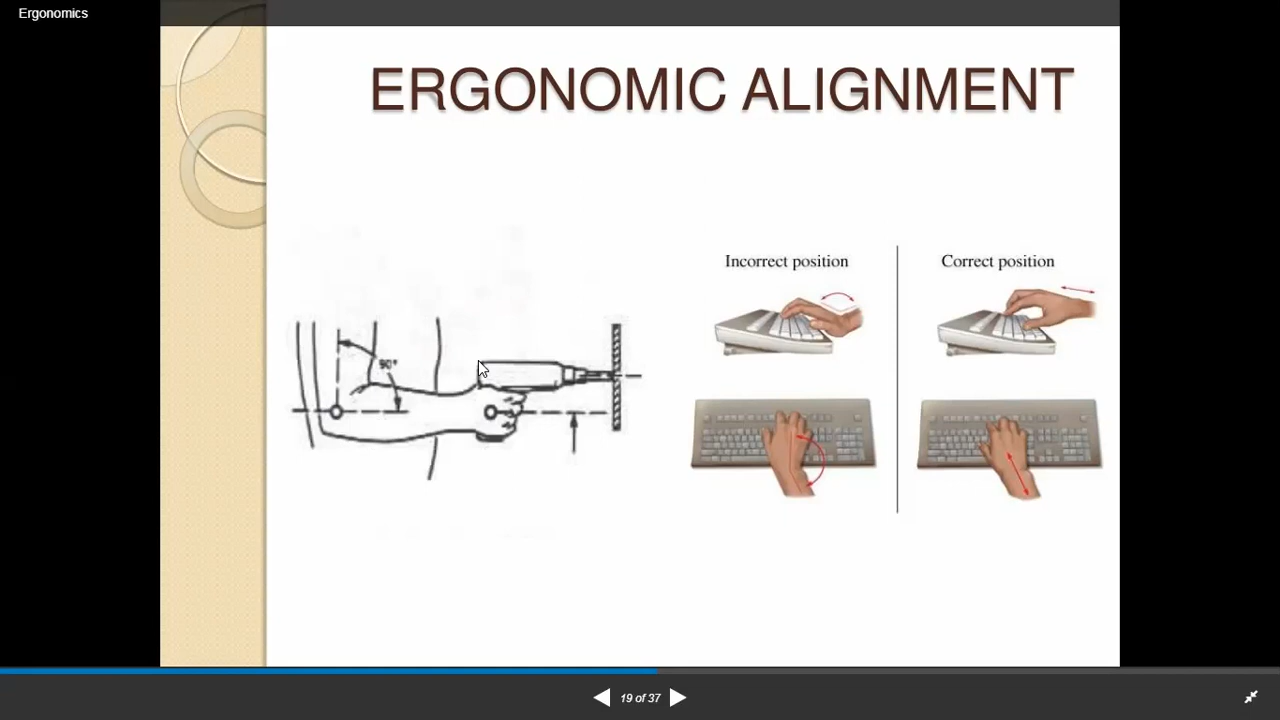 Ergonomics
ERGONOMIC ALIGNMENT
Incorrect position
Correct position
90°
19 of 37